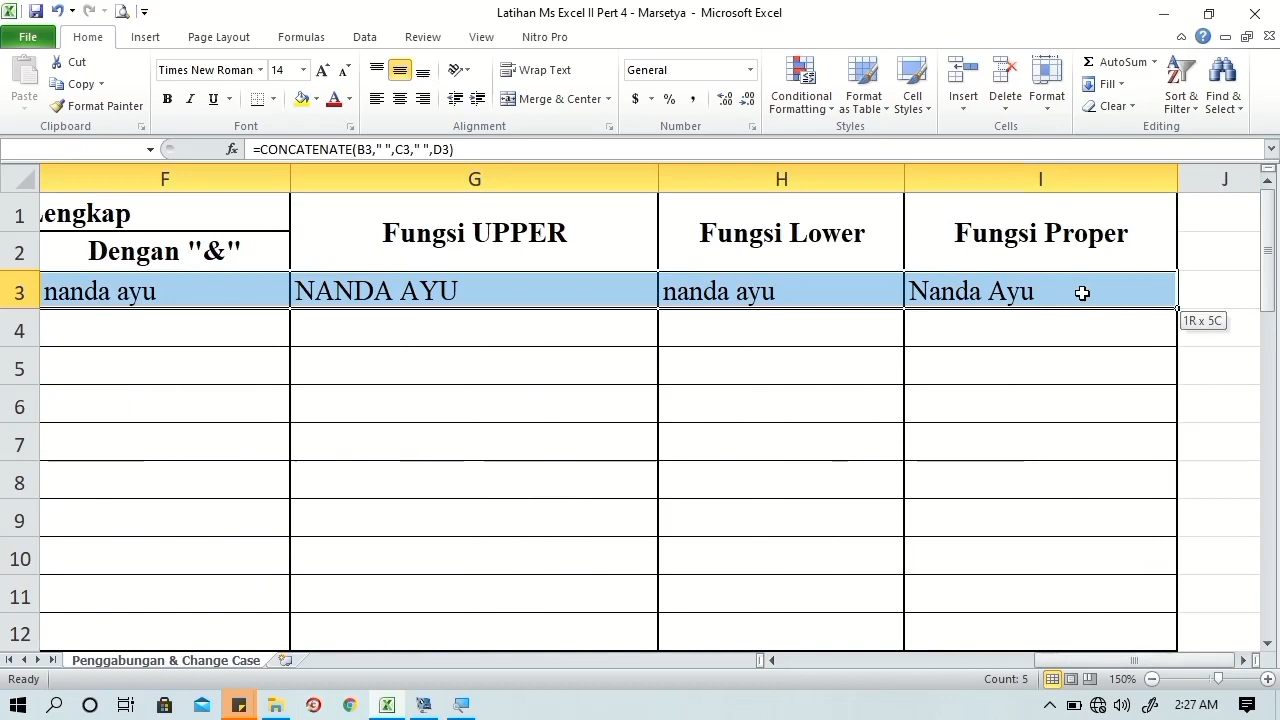 Latihan Ms Excel II Pert 4 - Marsetya - Microsoft Excel
File Home Insert Page Layout Formulas Data Review View Nitro Pro
Paste
Cut
Copy
Format Painter
Clipboard
Times New Roman 14
B I U
Font
Wrap Text
Merge & Center
Alignment
General
$ % ,
Number
Conditional Formatting
Format as Table
Cell Styles
Styles
Insert Delete Format
Cells
AutoSum
Fill
Clear
Sort & Filter
Find & Select
Editing
=CONCATENATE(B3," ",C3," ",D3)
F G H I J
1 Lengkap Fungsi UPPER Fungsi Lower Fungsi Proper
2 Dengan "&"
3 nanda ayu NANDA AYU nanda ayu Nanda Ayu
1R x 5C
4
5
6
7
8
9
10
11
12
Penggabungan & Change Case
Ready Count: 5 150%
2:27 AM